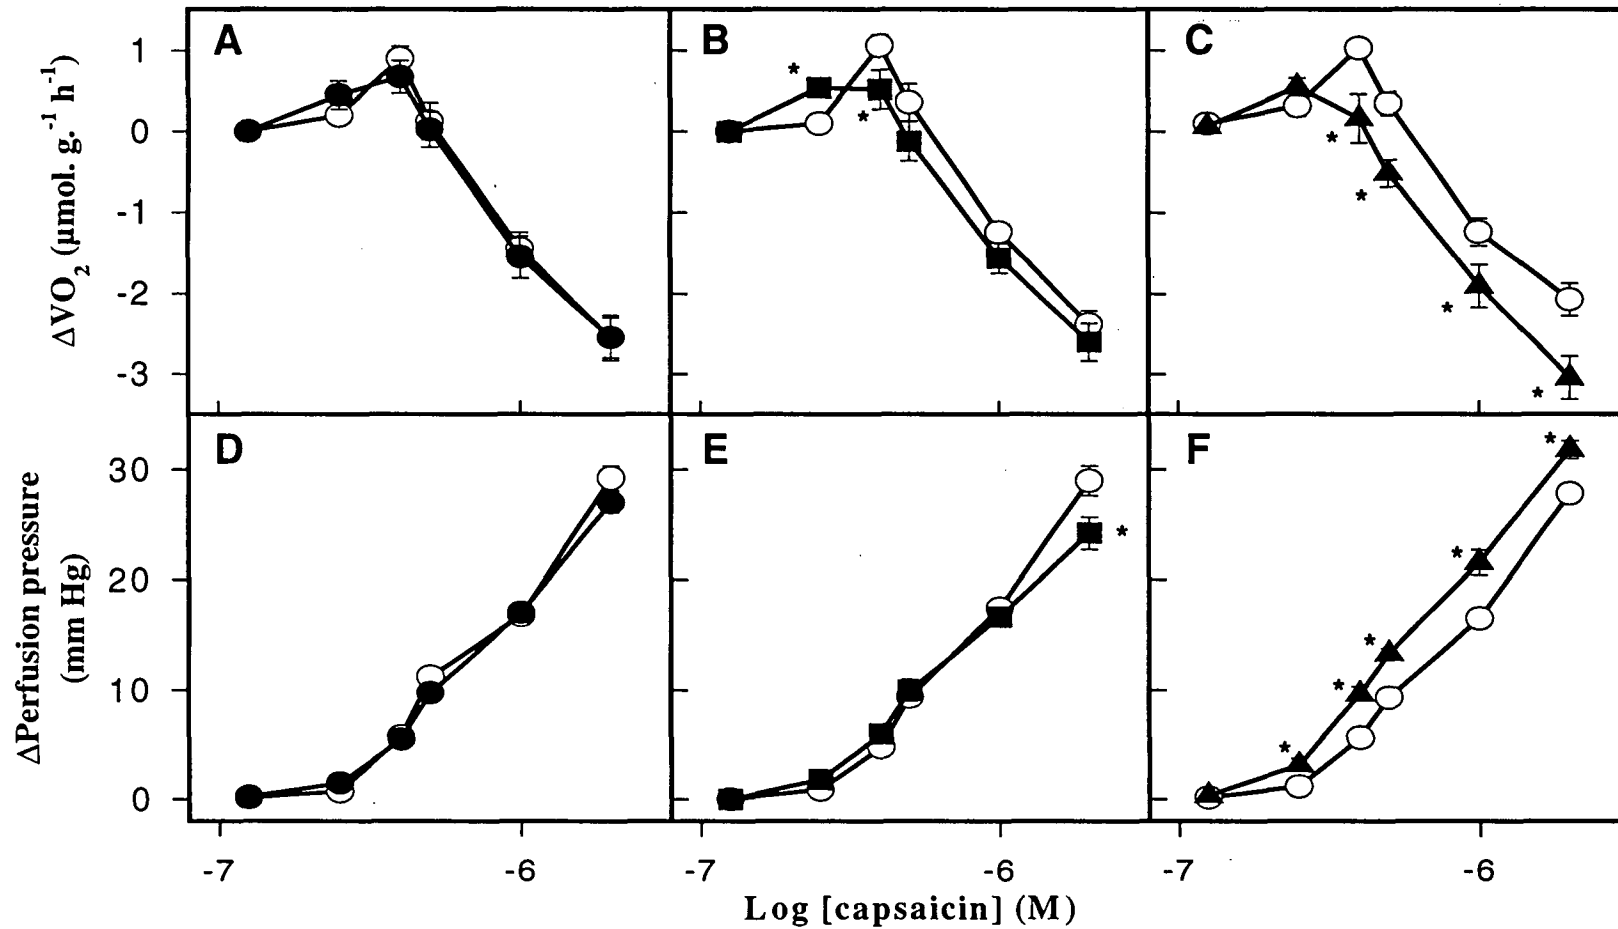 A
B
C
1
0
-1
-2
-3
ΔVO2 (μmol. g.-1 h-1)
*
*
*
*
*
*
D
E
F
30
20
10
0
ΔPerfusion pressure
(mm Hg)
*
*
*
*
*
*
-7
-6
-7
-6
-7
-6
Log [capsaicin] (M)